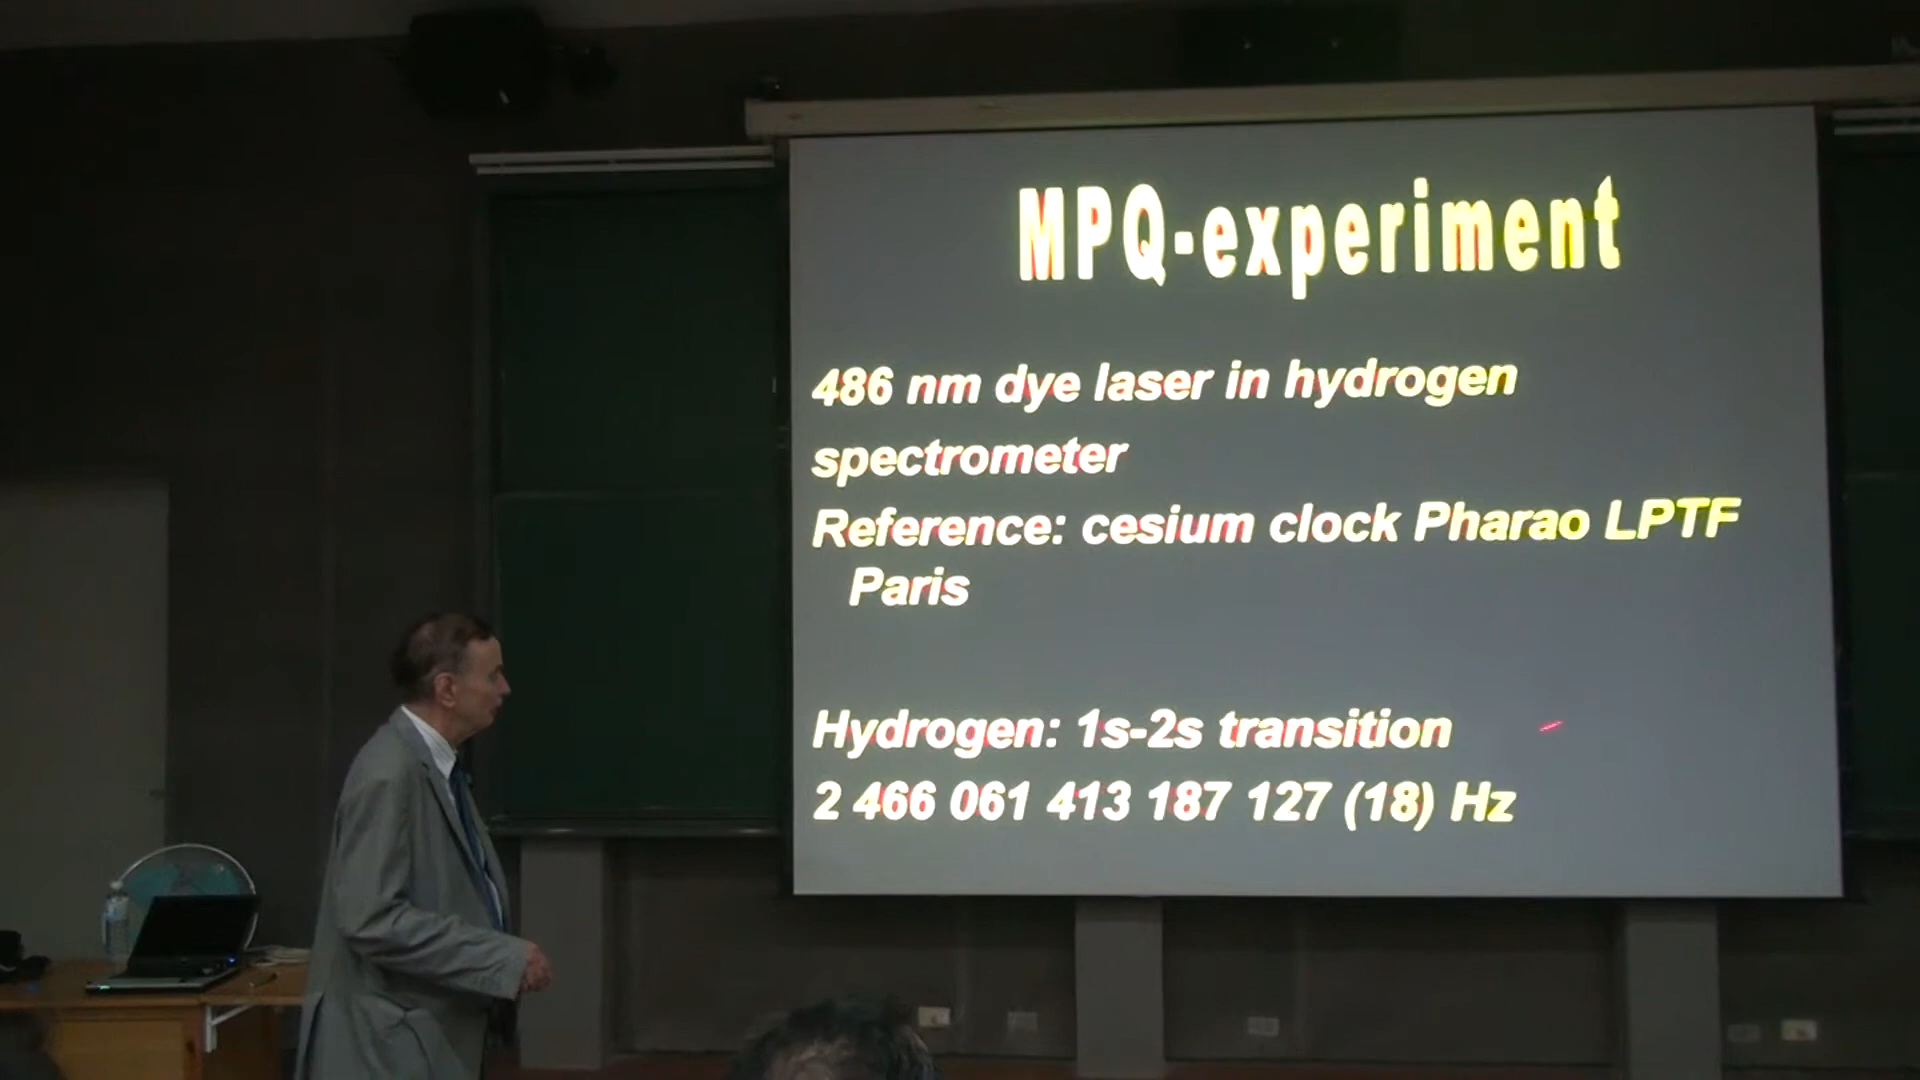 MPQ-experiment
486 nm dye laser in hydrogen
spectrometer
Reference: cesium clock Pharao LPTF
Paris
Hydrogen: 1s-2s transition
2 466 061 413 187 127 (18) Hz